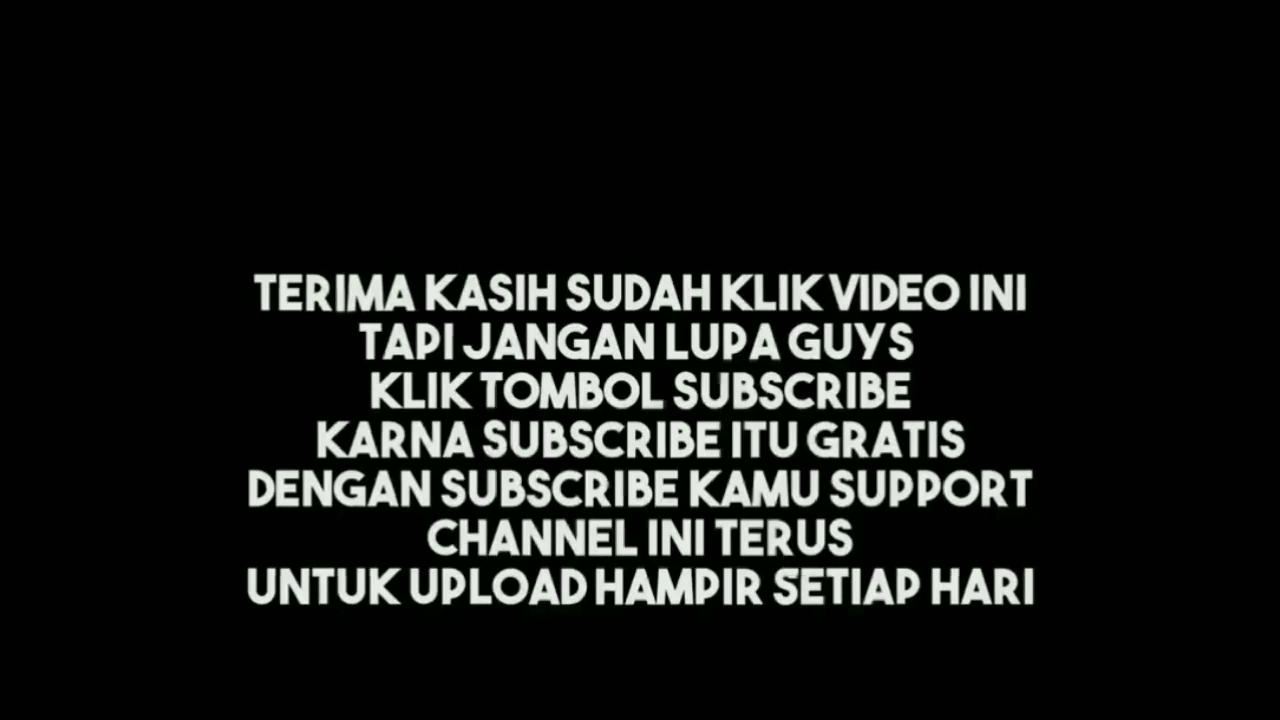 TERIMA KASIH SUDAH KLIK VIDEO INI
TAPI JANGAN LUPA GUYS
KLIK TOMBOL SUBSCRIBE
KARNA SUBSCRIBE ITU GRATIS
DENGAN SUBSCRIBE KAMU SUPPORT
CHANNEL INI TERUS
UNTUK UPLOAD HAMPIR SETIAP HARI